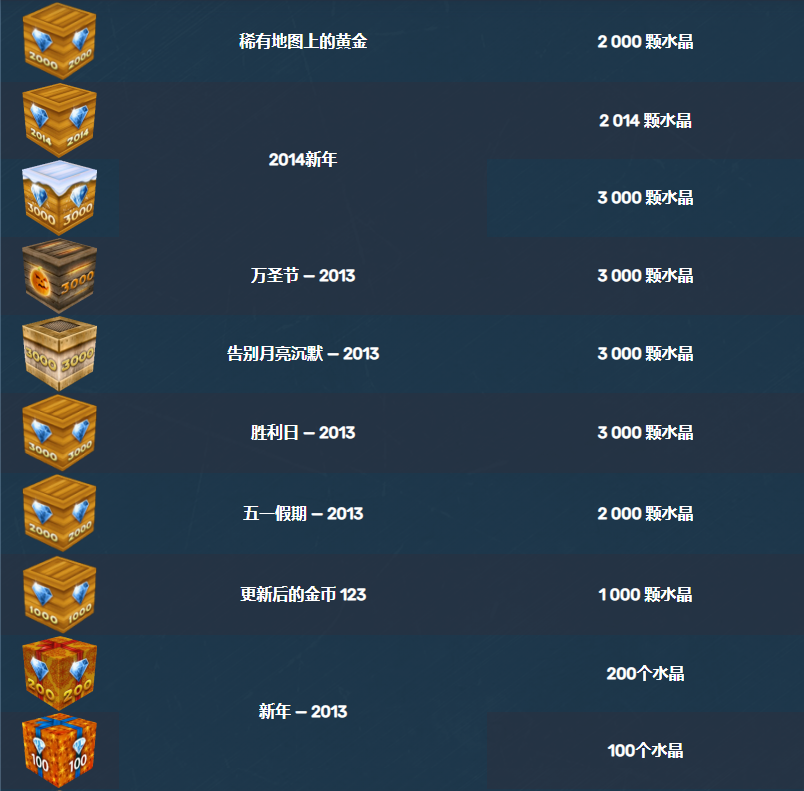 2000 2000
稀有地图上的黄金
2 000 颗水晶
2014 2014
2 014 颗水晶
2014新年
3000 3000
3 000 颗水晶
3000
万圣节 – 2013
3 000 颗水晶
3000 3000
告别月亮沉默 – 2013
3 000 颗水晶
3000 3000
胜利日 – 2013
3 000 颗水晶
2000 2000
五一假期 – 2013
2 000 颗水晶
1000 1000
更新后的金币 123
1 000 颗水晶
200 200
200个水晶
新年 – 2013
100 100
100个水晶